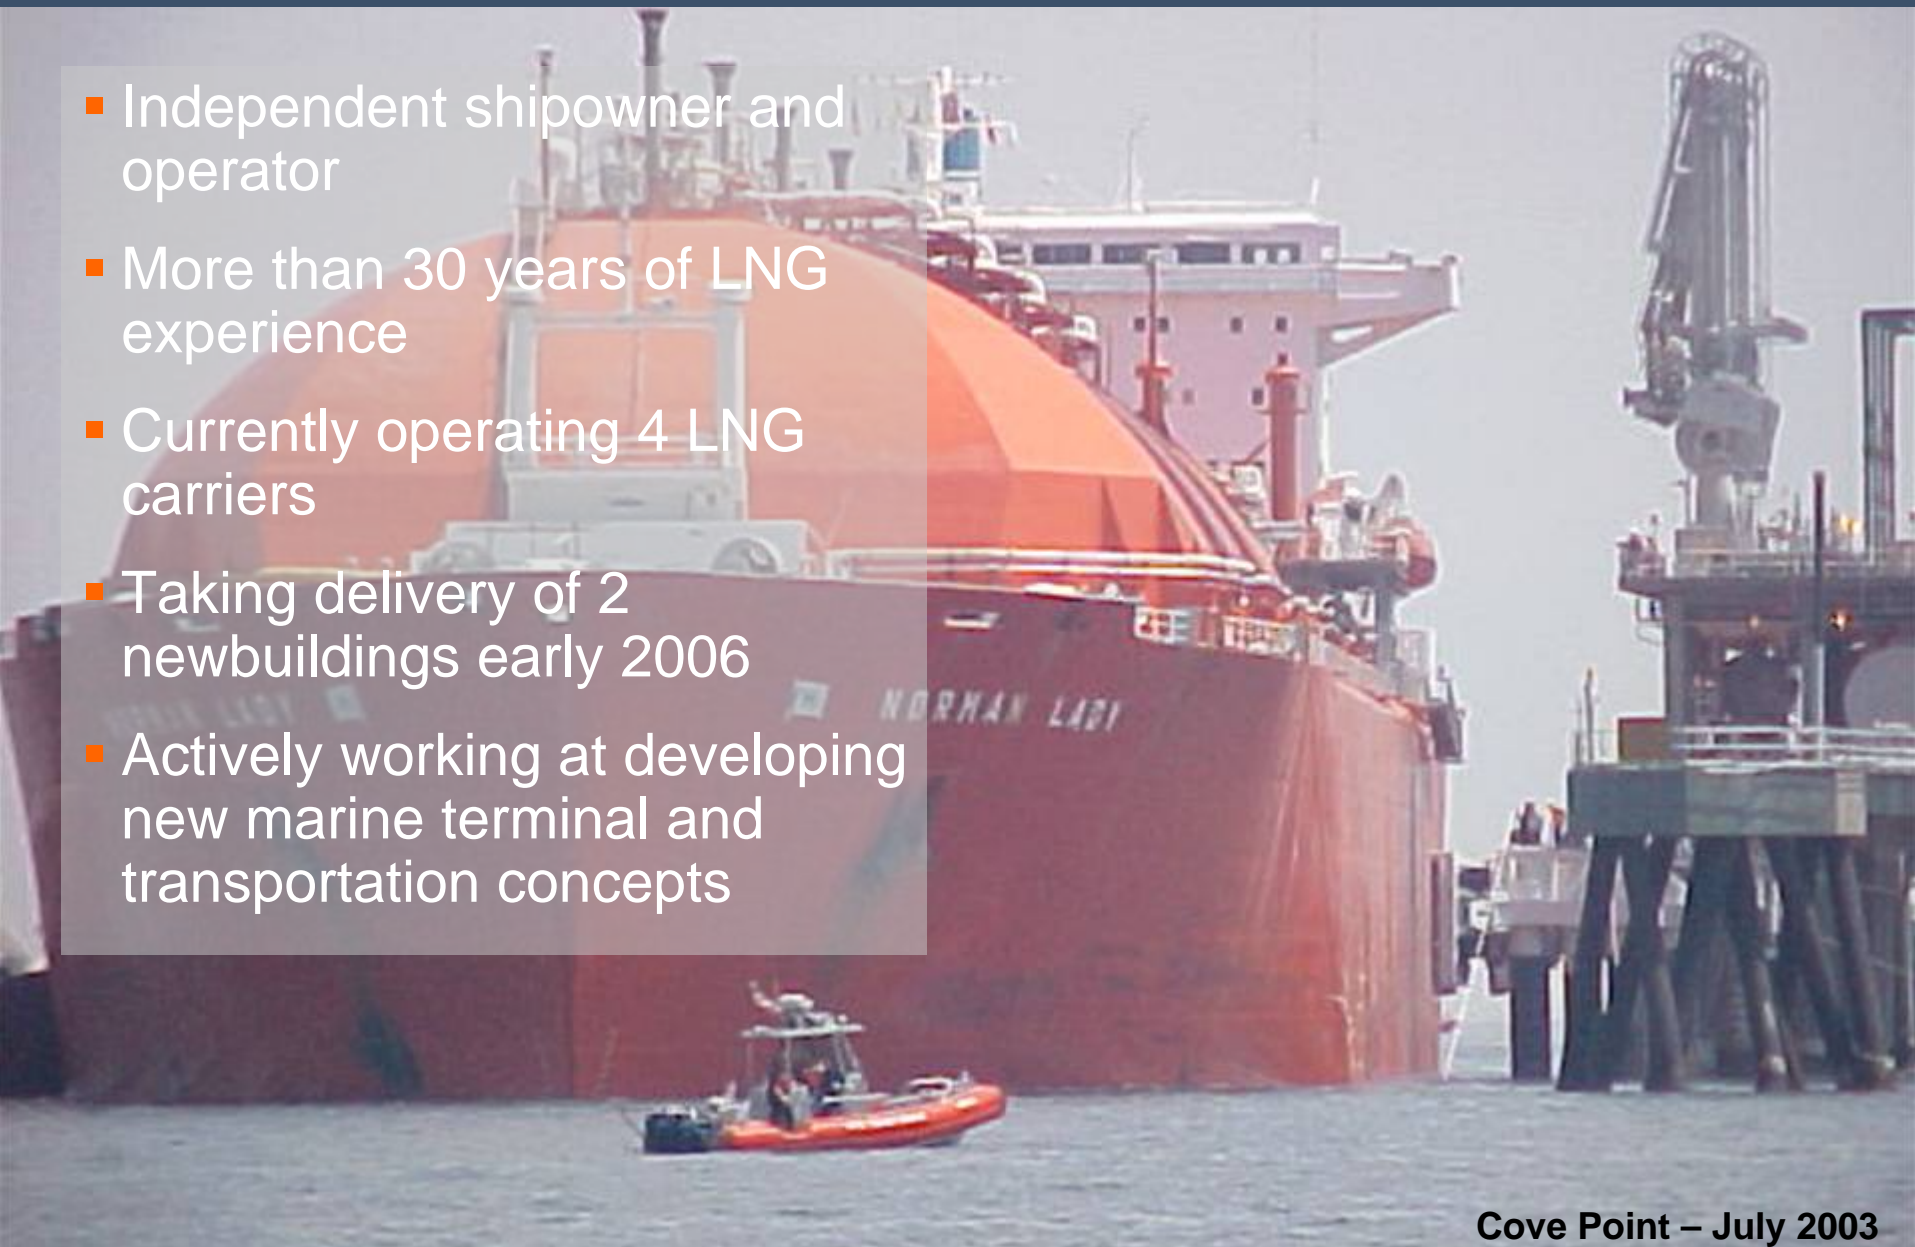 ▪ Independent shipowner and
operator
▪ More than 30 years of LNG
experience
▪ Currently operating 4 LNG
carriers
▪ Taking delivery of 2
newbuildings early 2006
▪ Actively working at developing
new marine terminal and
transportation concepts
LADY
NORMAN LADY
Cove Point – July 2003